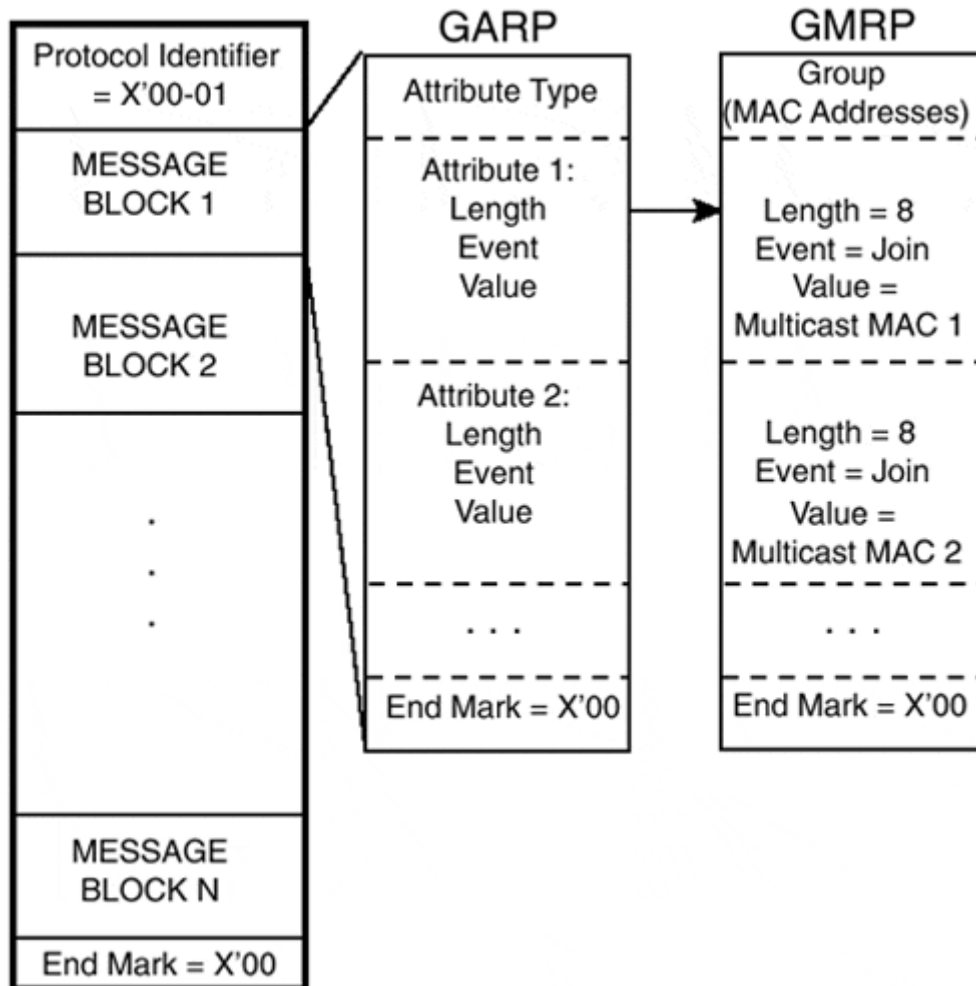 Protocol Identifier
= X'00-01
MESSAGE
BLOCK 1
MESSAGE
BLOCK 2
.
.
.
MESSAGE
BLOCK N
End Mark = X'00
GARP
Attribute Type
Attribute 1:
Length
Event
Value
Attribute 2:
Length
Event
Value
. . .
End Mark = X'00
GMRP
Group
(MAC Addresses)
Length = 8
Event = Join
Value =
Multicast MAC 1
Length = 8
Event = Join
Value =
Multicast MAC 2
. . .
End Mark = X'00